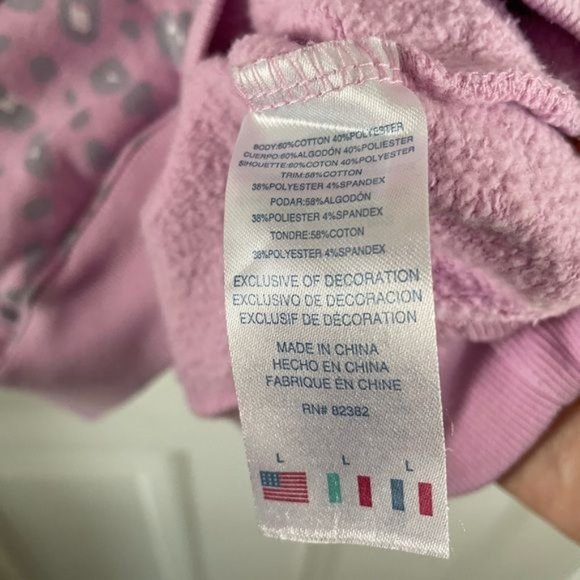 BODY:60%COTTON 40%POLYESTER
CUERPO:60%ALGODÓN 40%POLIESTER
SILHOUETTE:60%COTON 40%POLYESTER
TRIM:58%COTTON
38%POLYESTER 4%SPANDEX
PODAR:58%ALGODÓN
38%POLIESTER 4%SPANDEX
TONDRE:58%COTON
38%POLYESTER 4%SPANDEX
EXCLUSIVE OF DECORATION
EXCLUSIVO DE DECORACION
EXCLUSIF DE DÉCORATION
MADE IN CHINA
HECHO EN CHINA
FABRIQUE EN CHINE
RN# 82382
L L L